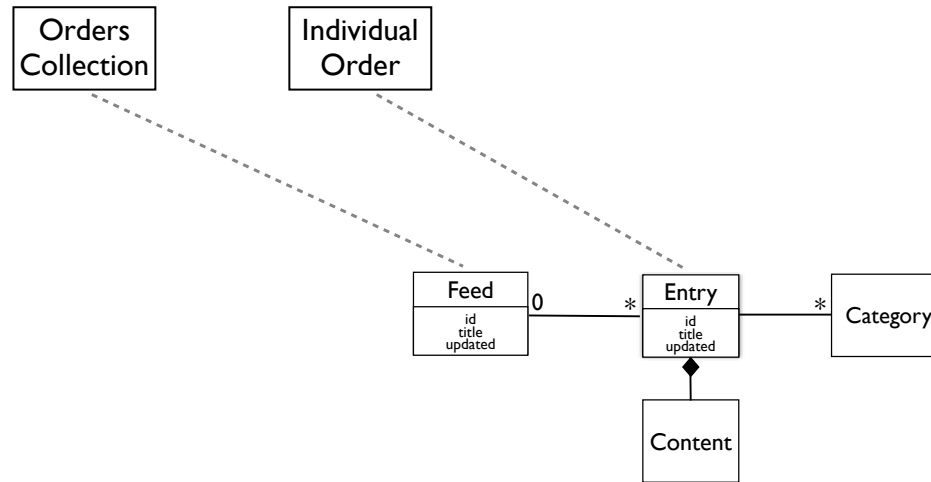 Orders
Collection
Individual
Order
Feed
id
title
updated
0
*
Entry
id
title
updated
*
Category
Content